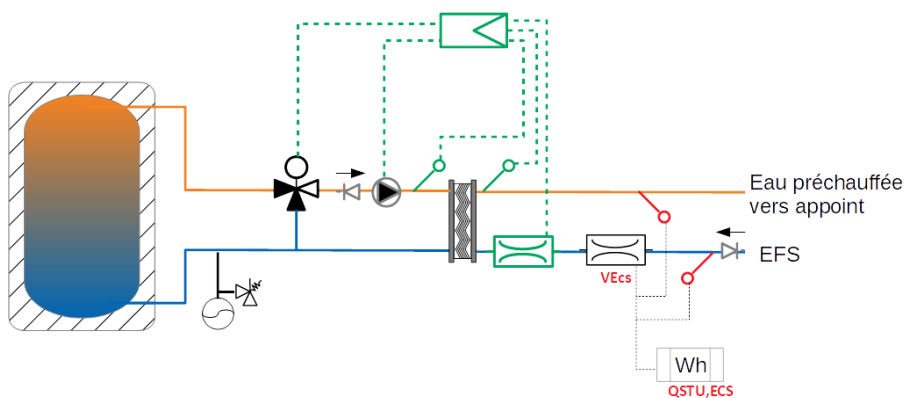 Eau préchauffée
vers appoint
EFS
VEcs
Wh
QSTU,ECS